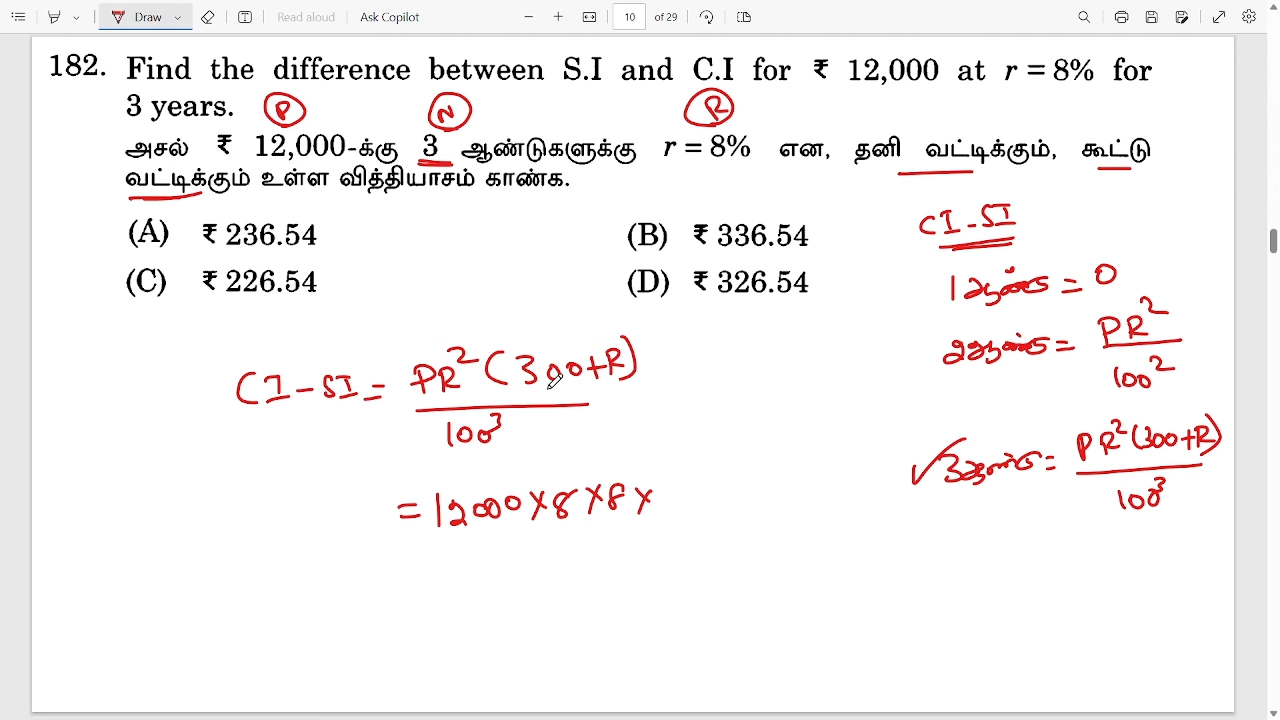 Draw
Read aloud
Ask Copilot
10 of 29
182. Find the difference between S.I and C.I for ₹ 12,000 at r = 8% for
3 years.
P N R
அசல் ₹ 12,000-க்கு 3 ஆண்டுகளுக்கு r = 8% என, தனி வட்டிக்கும், கூட்டு
வட்டிக்கும் உள்ள வித்தியாசம் காண்க.
(A) ₹ 236.54
(B) ₹ 336.54
(C) ₹ 226.54
(D) ₹ 326.54
CI - SI
1 ஆண்டு = 0
2 ஆண்டு = PR²
100²
✓ 3 ஆண்டு = PR²(300+R)
100³
CI - SI = PR² (300+R)
100³
= 12000 × 8 × 8 ×